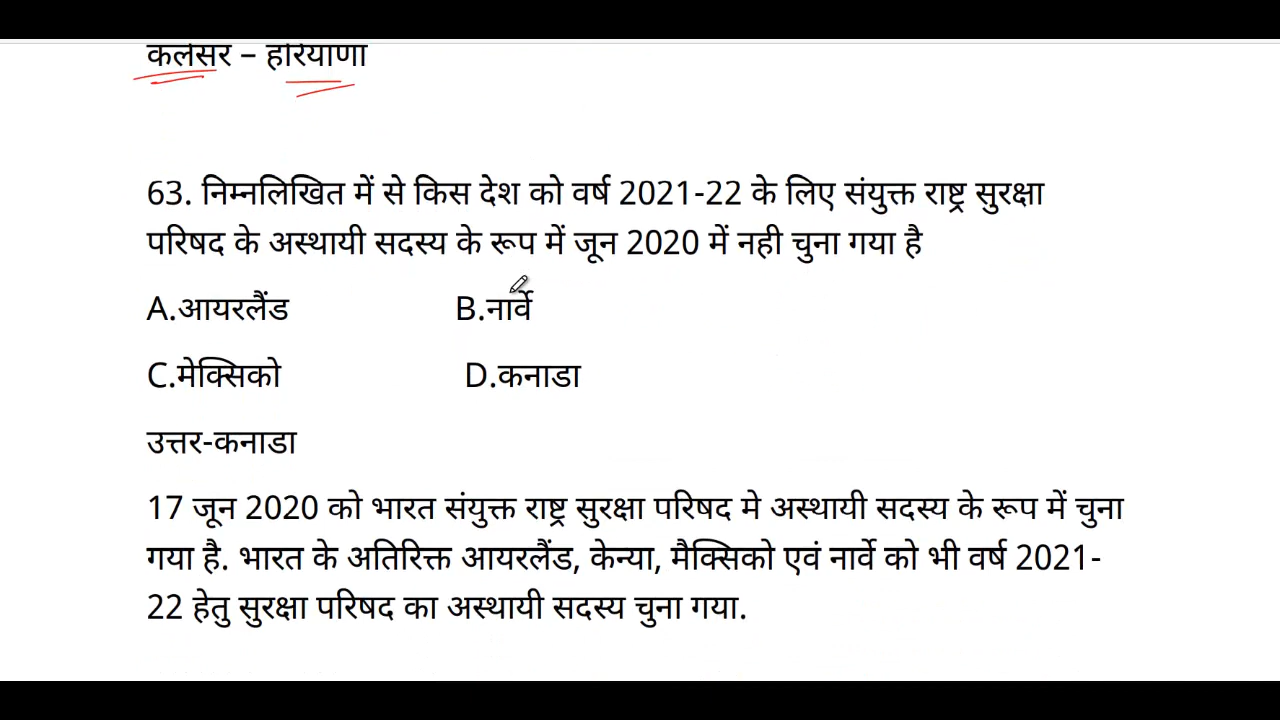 कलेसर – हरियाणा
63. निम्नलिखित में से किस देश को वर्ष 2021-22 के लिए संयुक्त राष्ट्र सुरक्षा
परिषद के अस्थायी सदस्य के रूप में जून 2020 में नही चुना गया है
A.आयरलैंड B.नार्वे
C.मेक्सिको D.कनाडा
उत्तर-कनाडा
17 जून 2020 को भारत संयुक्त राष्ट्र सुरक्षा परिषद मे अस्थायी सदस्य के रूप में चुना
गया है. भारत के अतिरिक्त आयरलैंड, केन्या, मैक्सिको एवं नार्वे को भी वर्ष 2021-
22 हेतु सुरक्षा परिषद का अस्थायी सदस्य चुना गया.